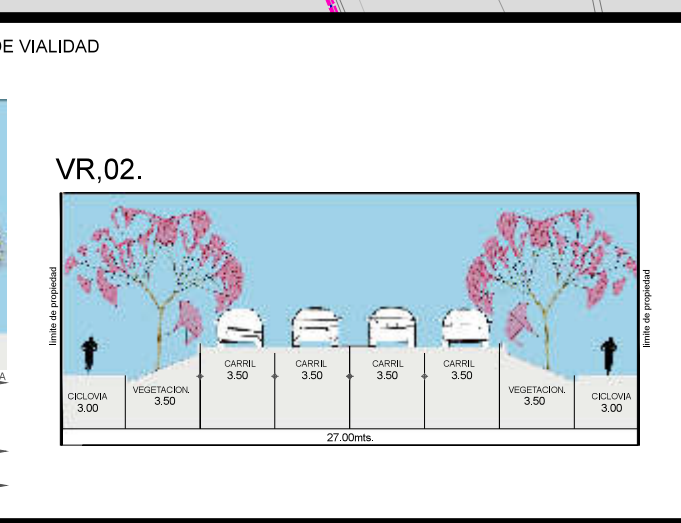 DE VIALIDAD
VR,02.
limite de propiedad
limite de propiedad
CICLOVIA
3.00
VEGETACION.
3.50
CARRIL
3.50
CARRIL
3.50
CARRIL
3.50
CARRIL
3.50
VEGETACION.
3.50
CICLOVIA
3.00
27.00mts.
A